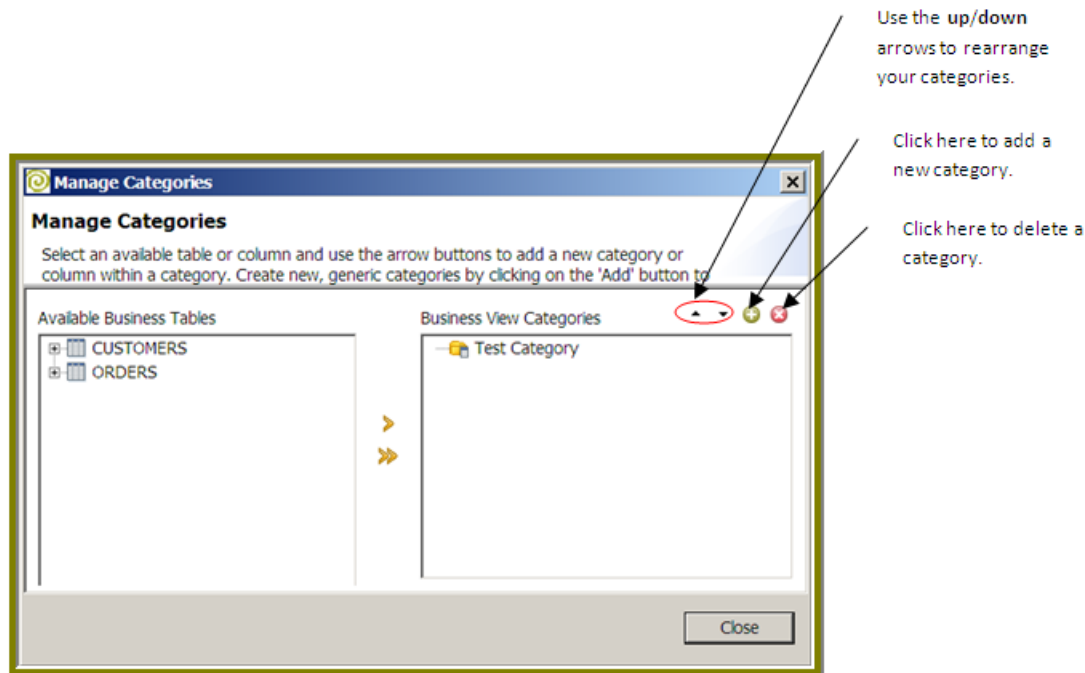 Use the up/down
arrows to rearrange
your categories.
Click here to add a
new category.
Click here to delete a
category.
Manage Categories
Manage Categories
Select an available table or column and use the arrow buttons to add a new category or
column within a category. Create new, generic categories by clicking on the 'Add' button to
Available Business Tables
CUSTOMERS
ORDERS
Business View Categories
Test Category
Close